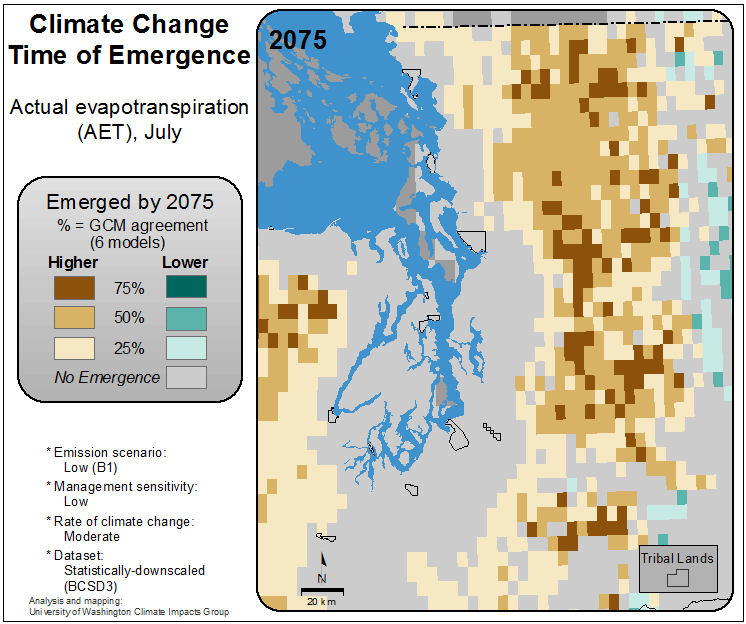 Climate Change
Time of Emergence
Actual evapotranspiration
(AET), July
Emerged by 2075
% = GCM agreement
(6 models)
Higher Lower
75%
50%
25%
No Emergence
* Emission scenario:
Low (B1)
* Management sensitivity:
Low
* Rate of climate change:
Moderate
* Dataset:
Statistically-downscaled
(BCSD3)
Analysis and mapping:
University of Washington Climate Impacts Group
2075
N
20 km
Tribal Lands